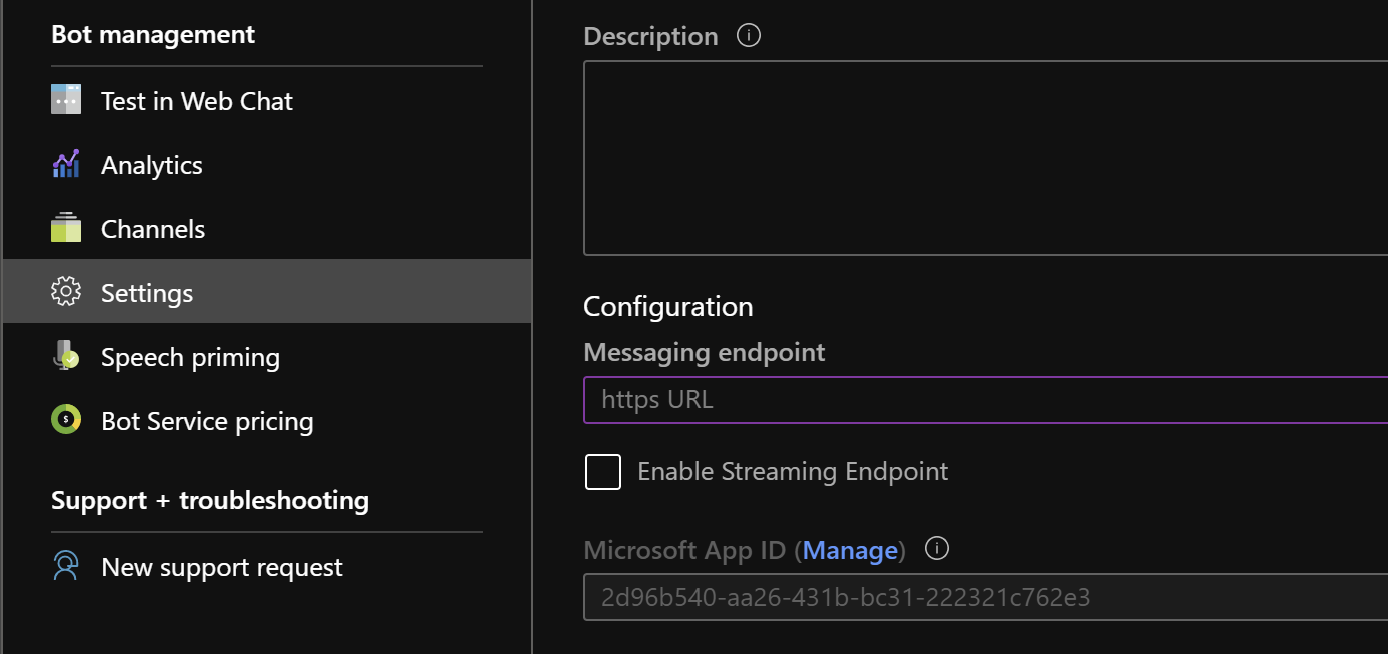 Bot management
Test in Web Chat
Analytics
Channels
Settings
Speech priming
Bot Service pricing
Support + troubleshooting
New support request
Description
Configuration
Messaging endpoint
https URL
Enable Streaming Endpoint
Microsoft App ID (Manage)
2d96b540-aa26-431b-bc31-222321c762e3